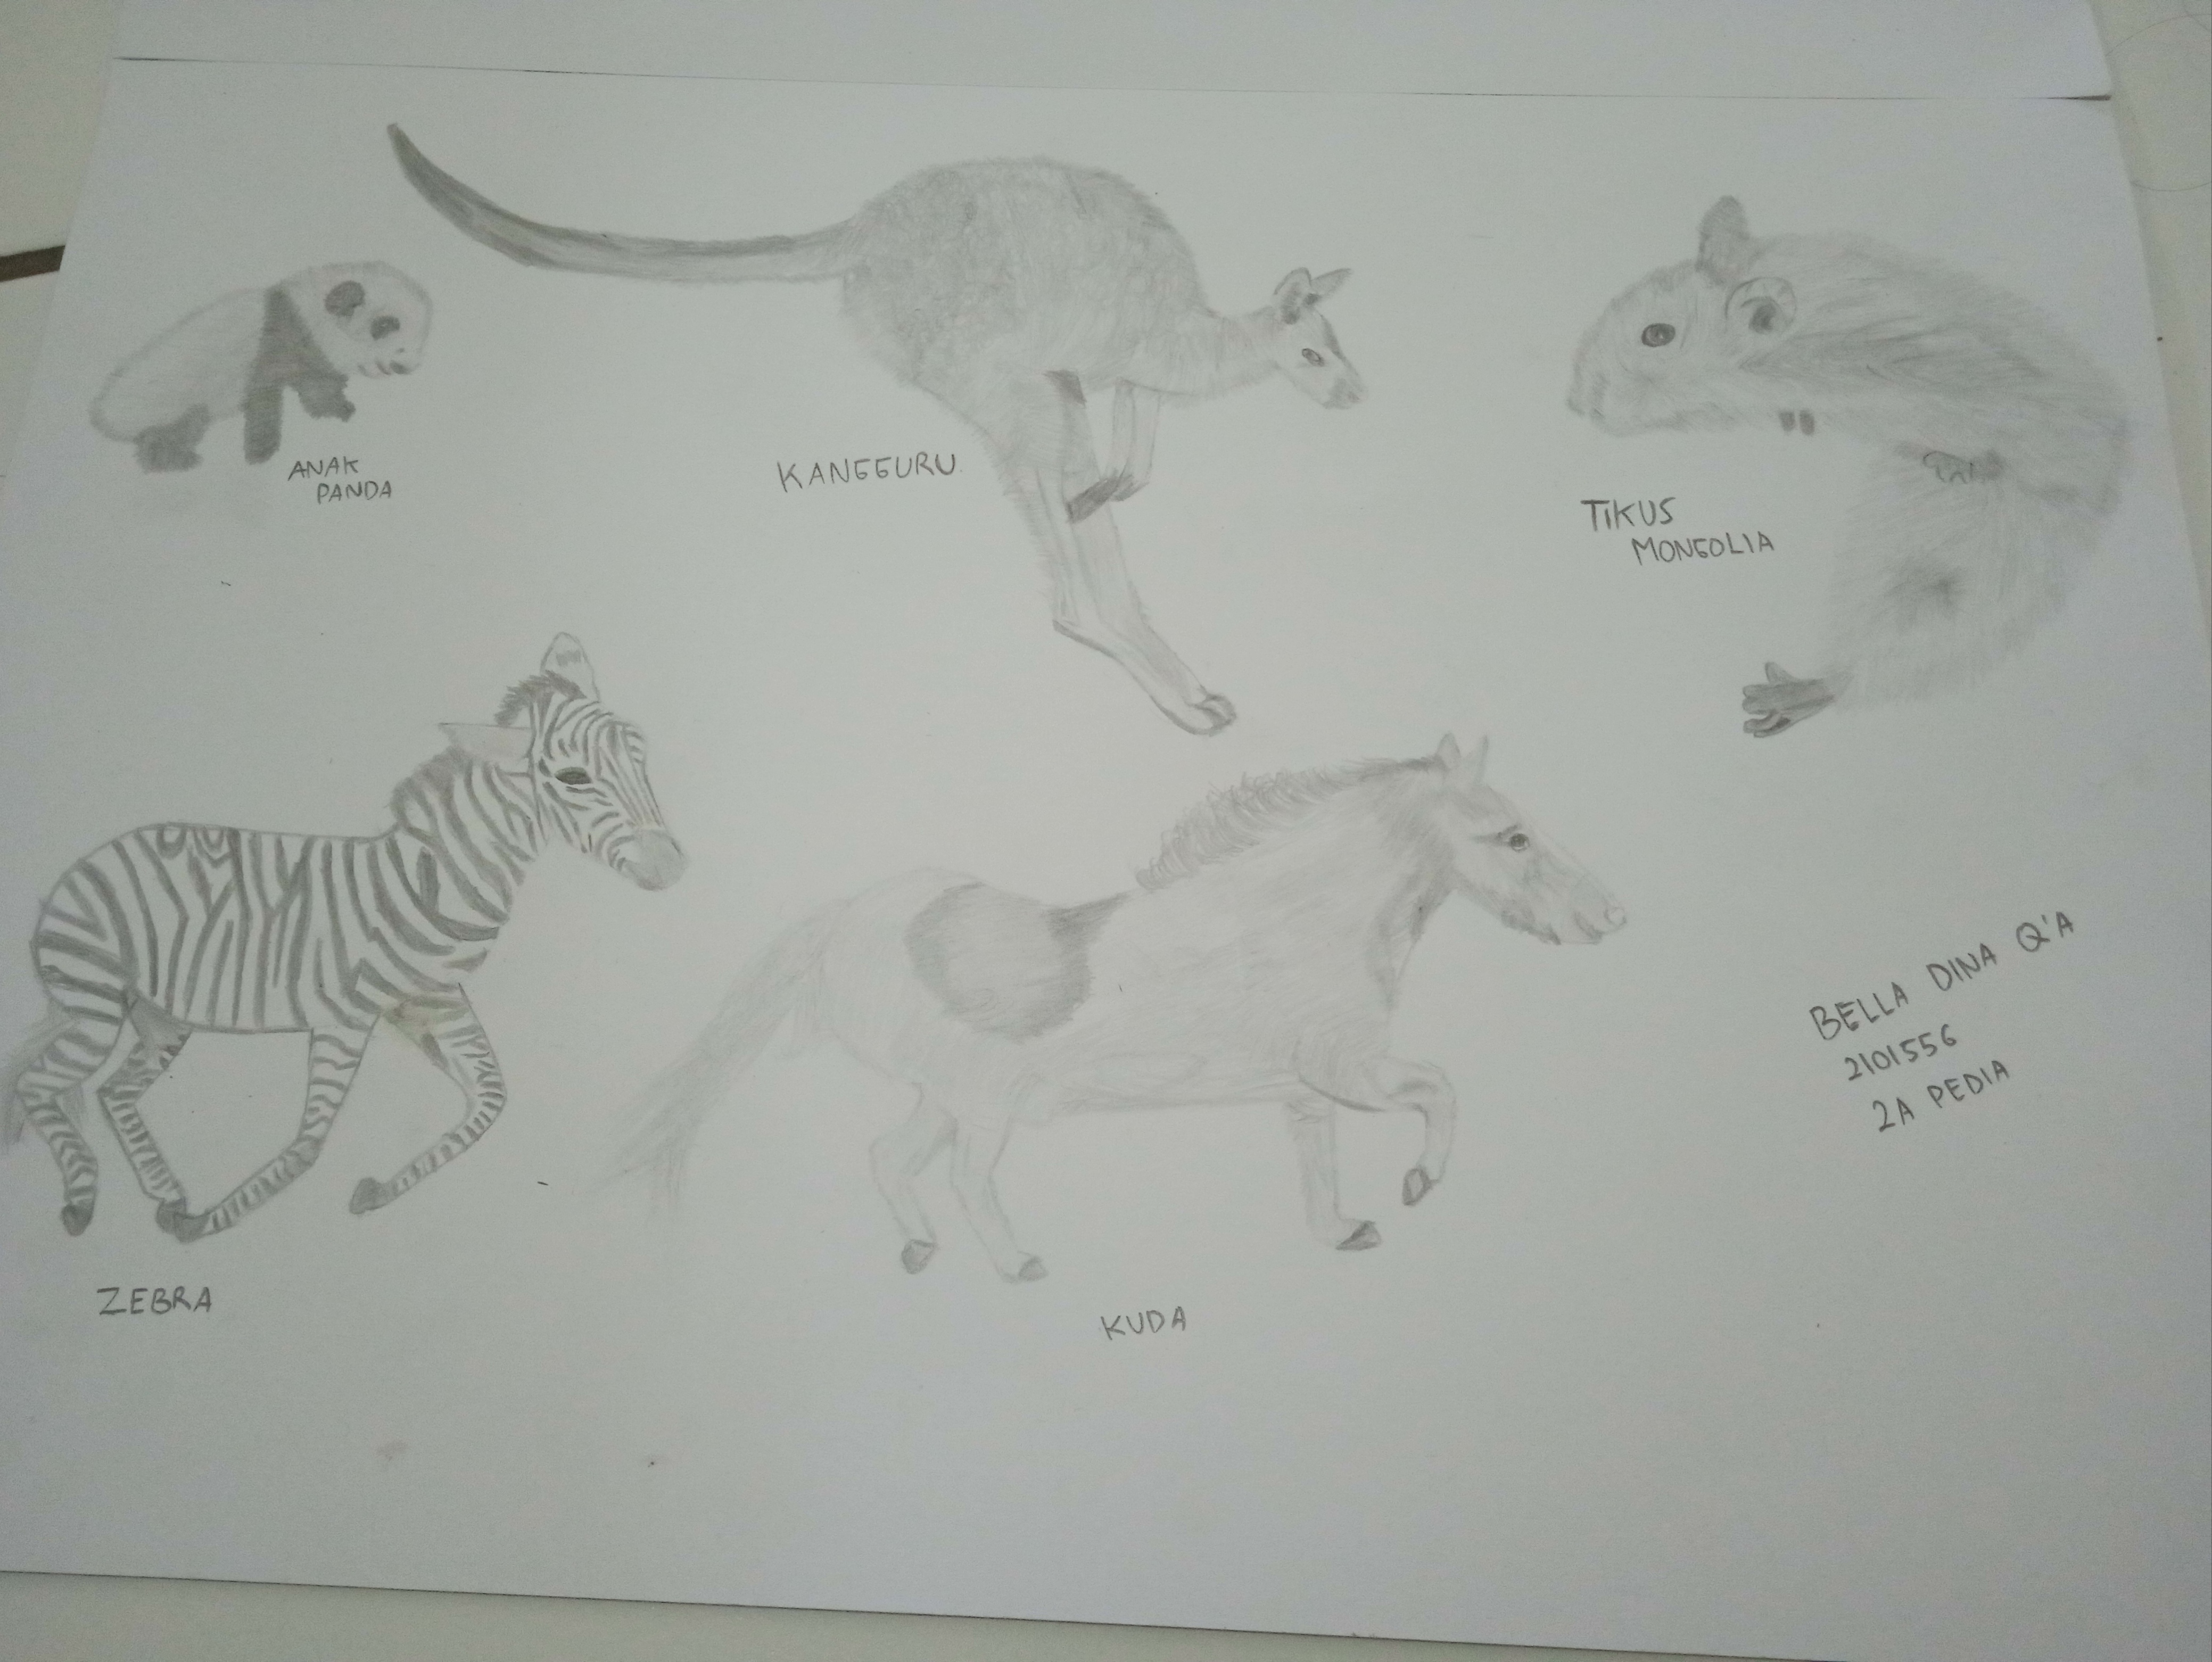 ANAK
PANDA
KANGGURU
TIKUS
MONGOLIA
ZEBRA
KUDA
BELLA DINA Q'A
2101556
2A PEDIA